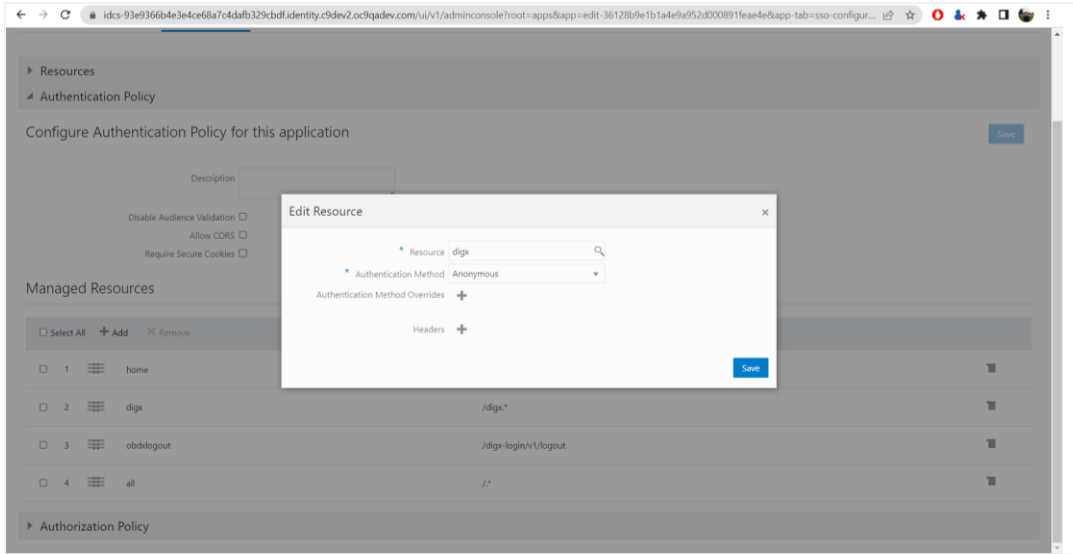 idcs-93e9366b4e3e4ce68a7c4dafb329cbdf.identity.c9dev2.oc9qadev.com/ui/v1/adminconsole?root=apps&app=edit-36128b9e1b1a4e9a952d000891feae4e&app-tab=sso-configur...
Resources
Authentication Policy
Configure Authentication Policy for this application
Save
Description
Disable Audience Validation
Allow CORS
Require Secure Cookies
Edit Resource
* Resource digx
* Authentication Method Anonymous
Authentication Method Overrides
Headers
Save
Managed Resources
Select All Add Remove
1 home
2 digx /digx.*
3 obdxlogout /digx-login/v1/logout
4 all /.*
Authorization Policy